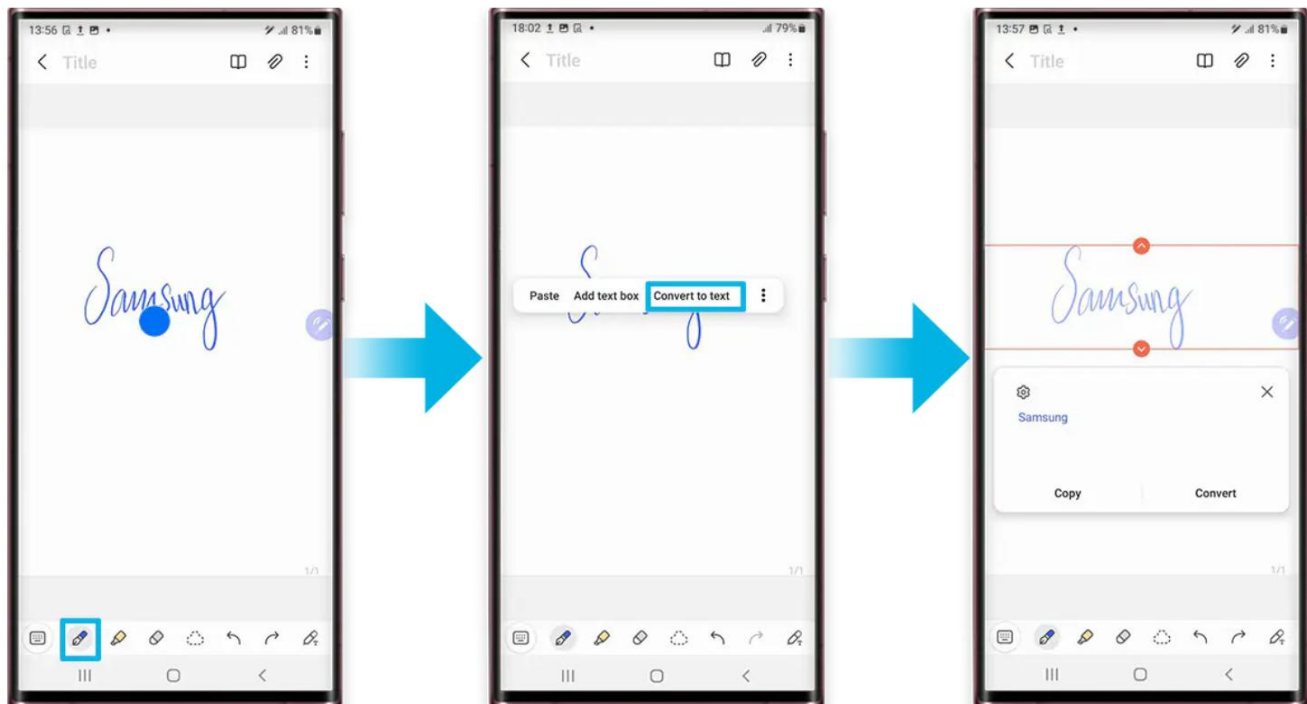 13:56 81%
Title
Samsung
1/1
18:02 79%
Title
Paste Add text box Convert to text
1/1
13:57 81%
Title
Samsung
Samsung
Copy Convert
1/1